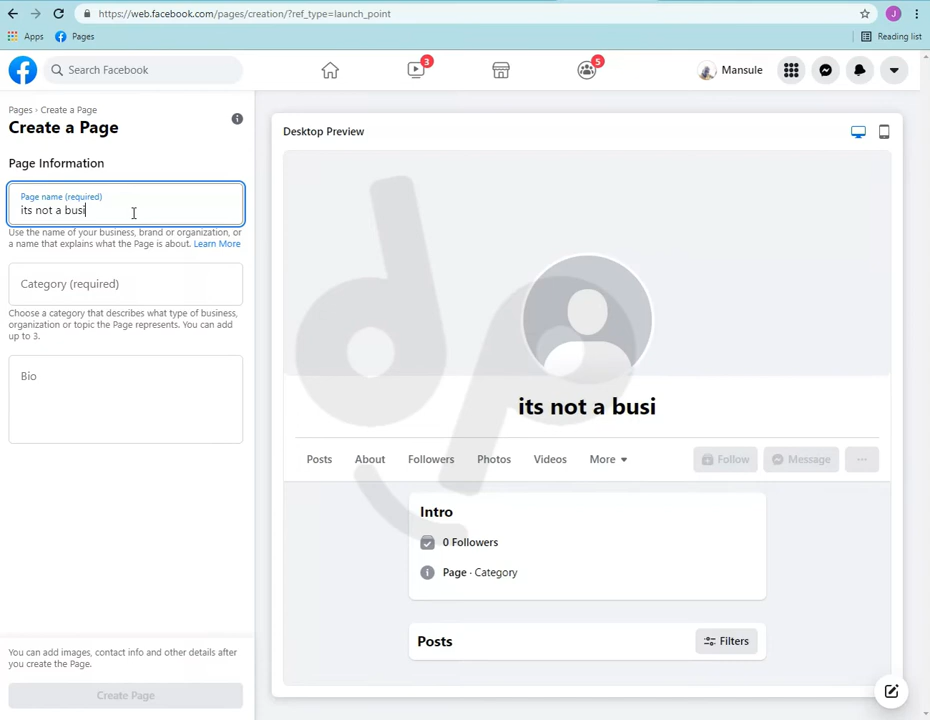 https://web.facebook.com/pages/creation/?ref_type=launch_point
J
Apps
Pages
Reading list
Search Facebook
3
5
Mansule
Pages › Create a Page
Create a Page
Page Information
Page name (required)
its not a busi
Use the name of your business, brand or organization, or
a name that explains what the Page is about. Learn More
Category (required)
Choose a category that describes what type of business,
organization or topic the Page represents. You can add
up to 3.
Bio
You can add images, contact info and other details after
you create the Page.
Create Page
Desktop Preview
its not a busi
Posts
About
Followers
Photos
Videos
More
Follow
Message
Intro
0 Followers
Page · Category
Posts
Filters